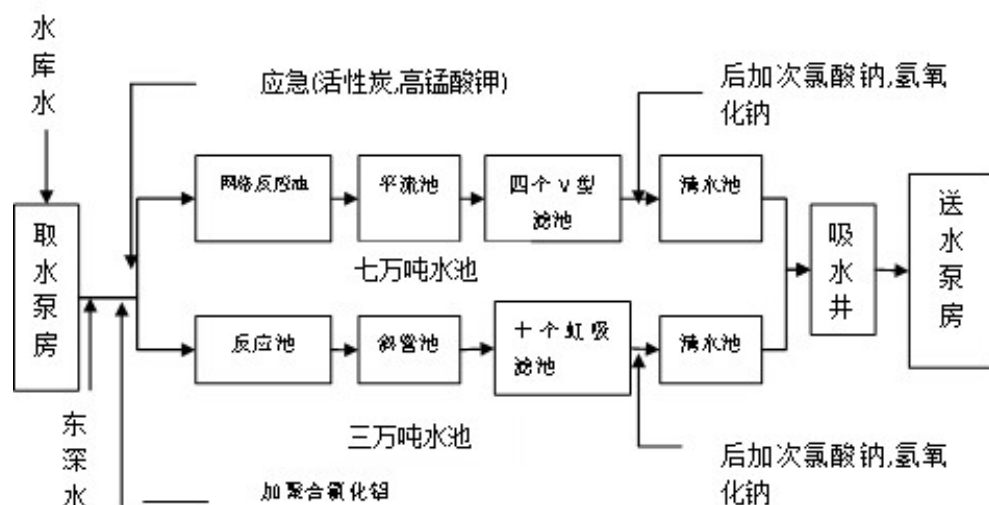 水库水
应急(活性炭,高锰酸钾)
后加次氯酸钠,氢氧
化钠
网络反应池
平流池
四个V型
滤池
清水池
取水泵房
七万吨水池
吸水井
送水泵房
反应池
斜管池
十个虹吸
滤池
清水池
三万吨水池
东深水
加聚合氯化铝
后加次氯酸钠,氢氧
化钠